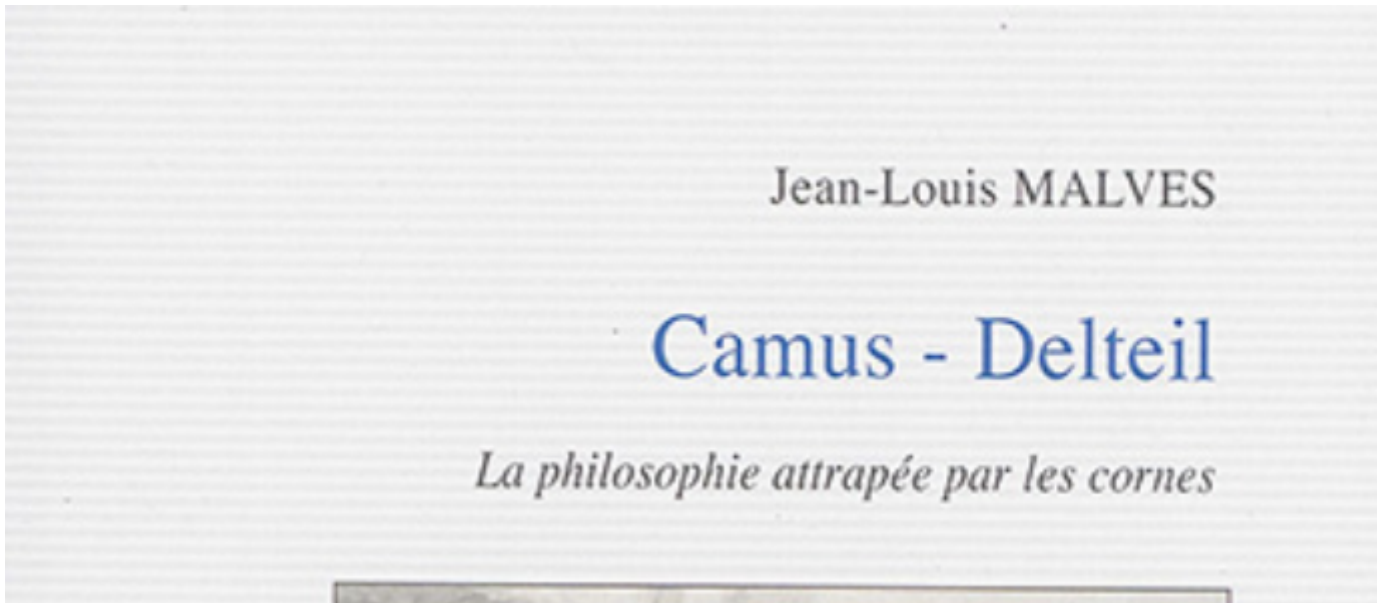 Jean-Louis MALVES
Camus - Delteil
La philosophie attrapée par les cornes